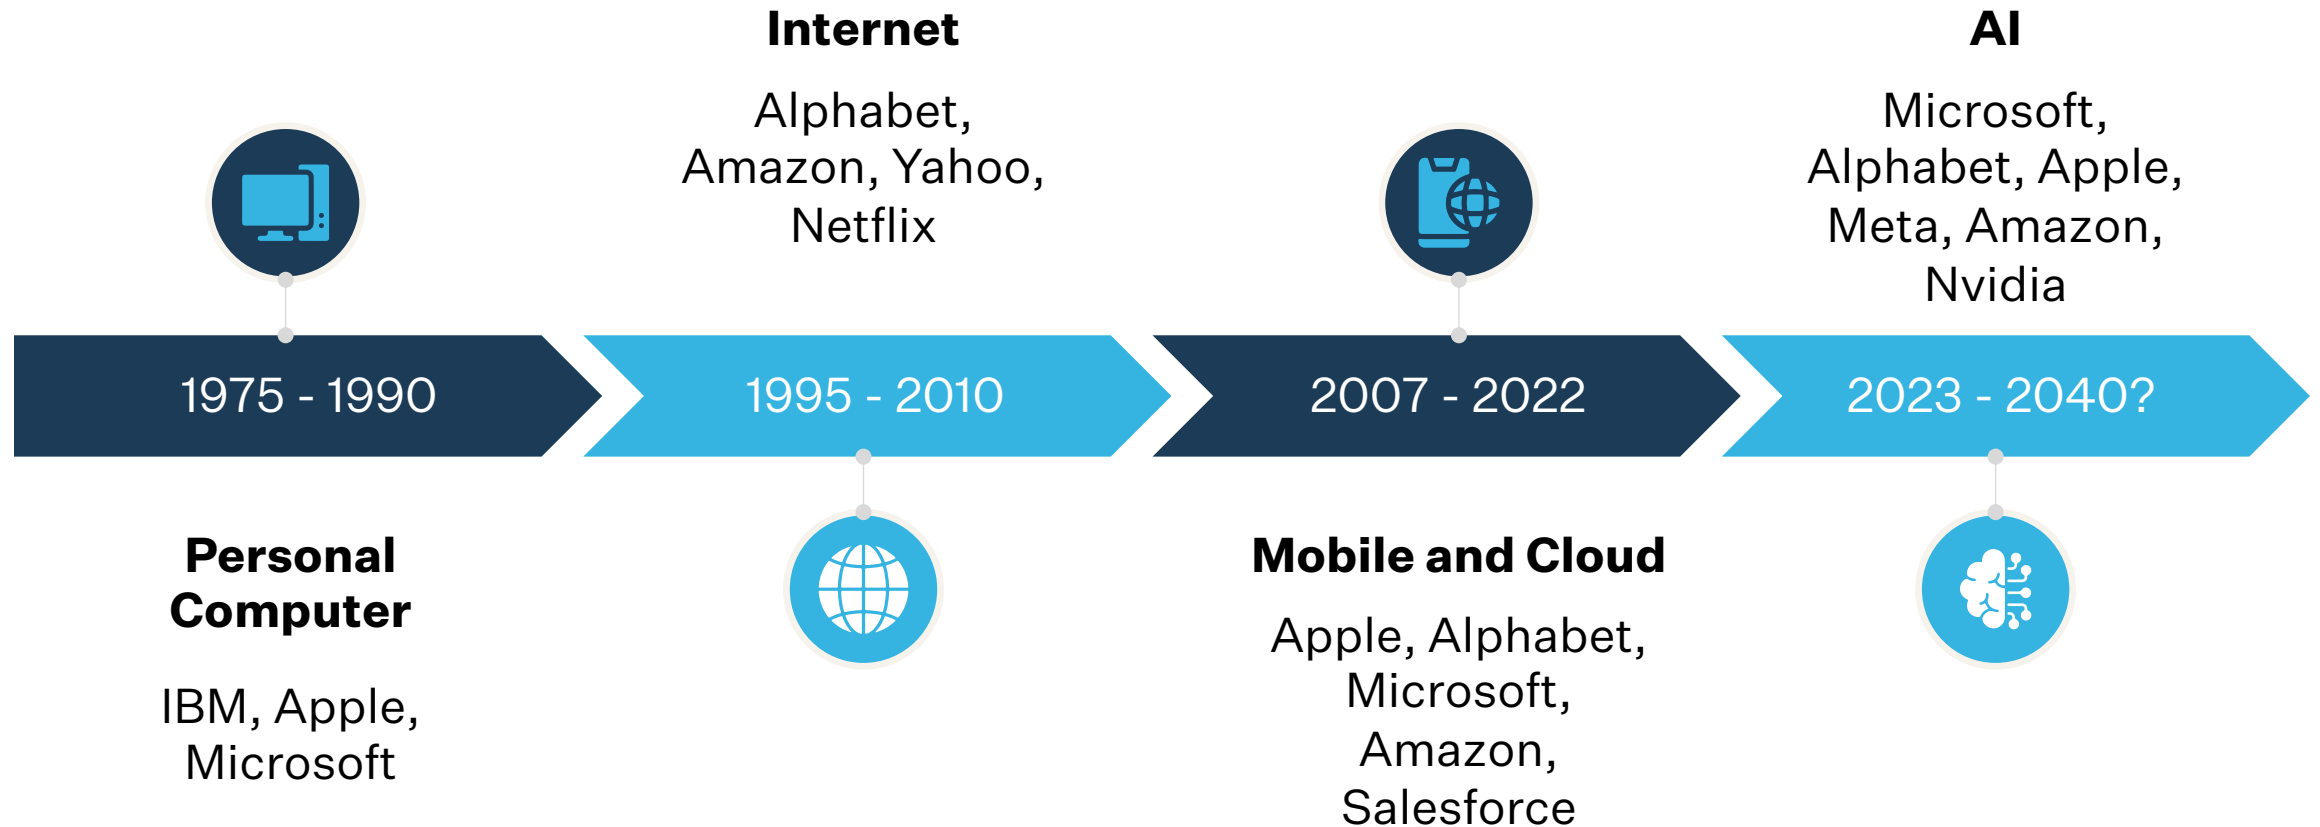 Internet
Alphabet,
Amazon, Yahoo,
Netflix
AI
Microsoft,
Alphabet, Apple,
Meta, Amazon,
Nvidia
1975 - 1990
1995 - 2010
2007 - 2022
2023 - 2040?
Personal
Computer
IBM, Apple,
Microsoft
Mobile and Cloud
Apple, Alphabet,
Microsoft,
Amazon,
Salesforce